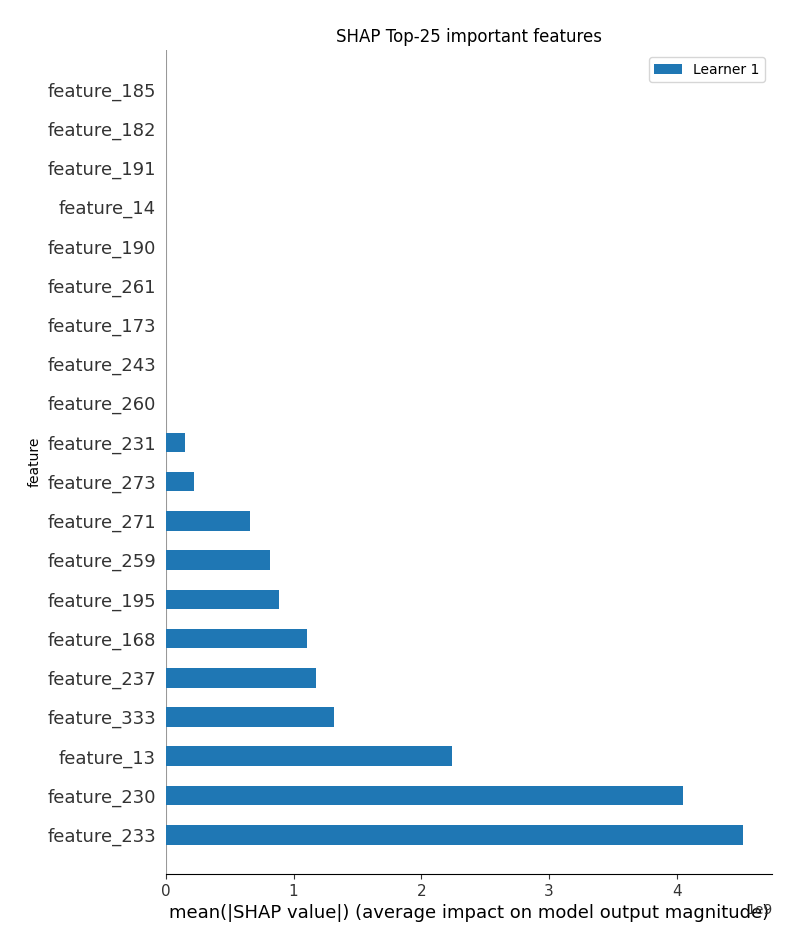 SHAP Top-25 important features
Learner 1
feature_185
feature_182
feature_191
feature_14
feature_190
feature_261
feature_173
feature_243
feature_260
feature_231
feature_273
feature_271
feature_259
feature_195
feature_168
feature_237
feature_333
feature_13
feature_230
feature_233
feature
0 1 2 3 4
1e9
mean(|SHAP value|) (average impact on model output magnitude)